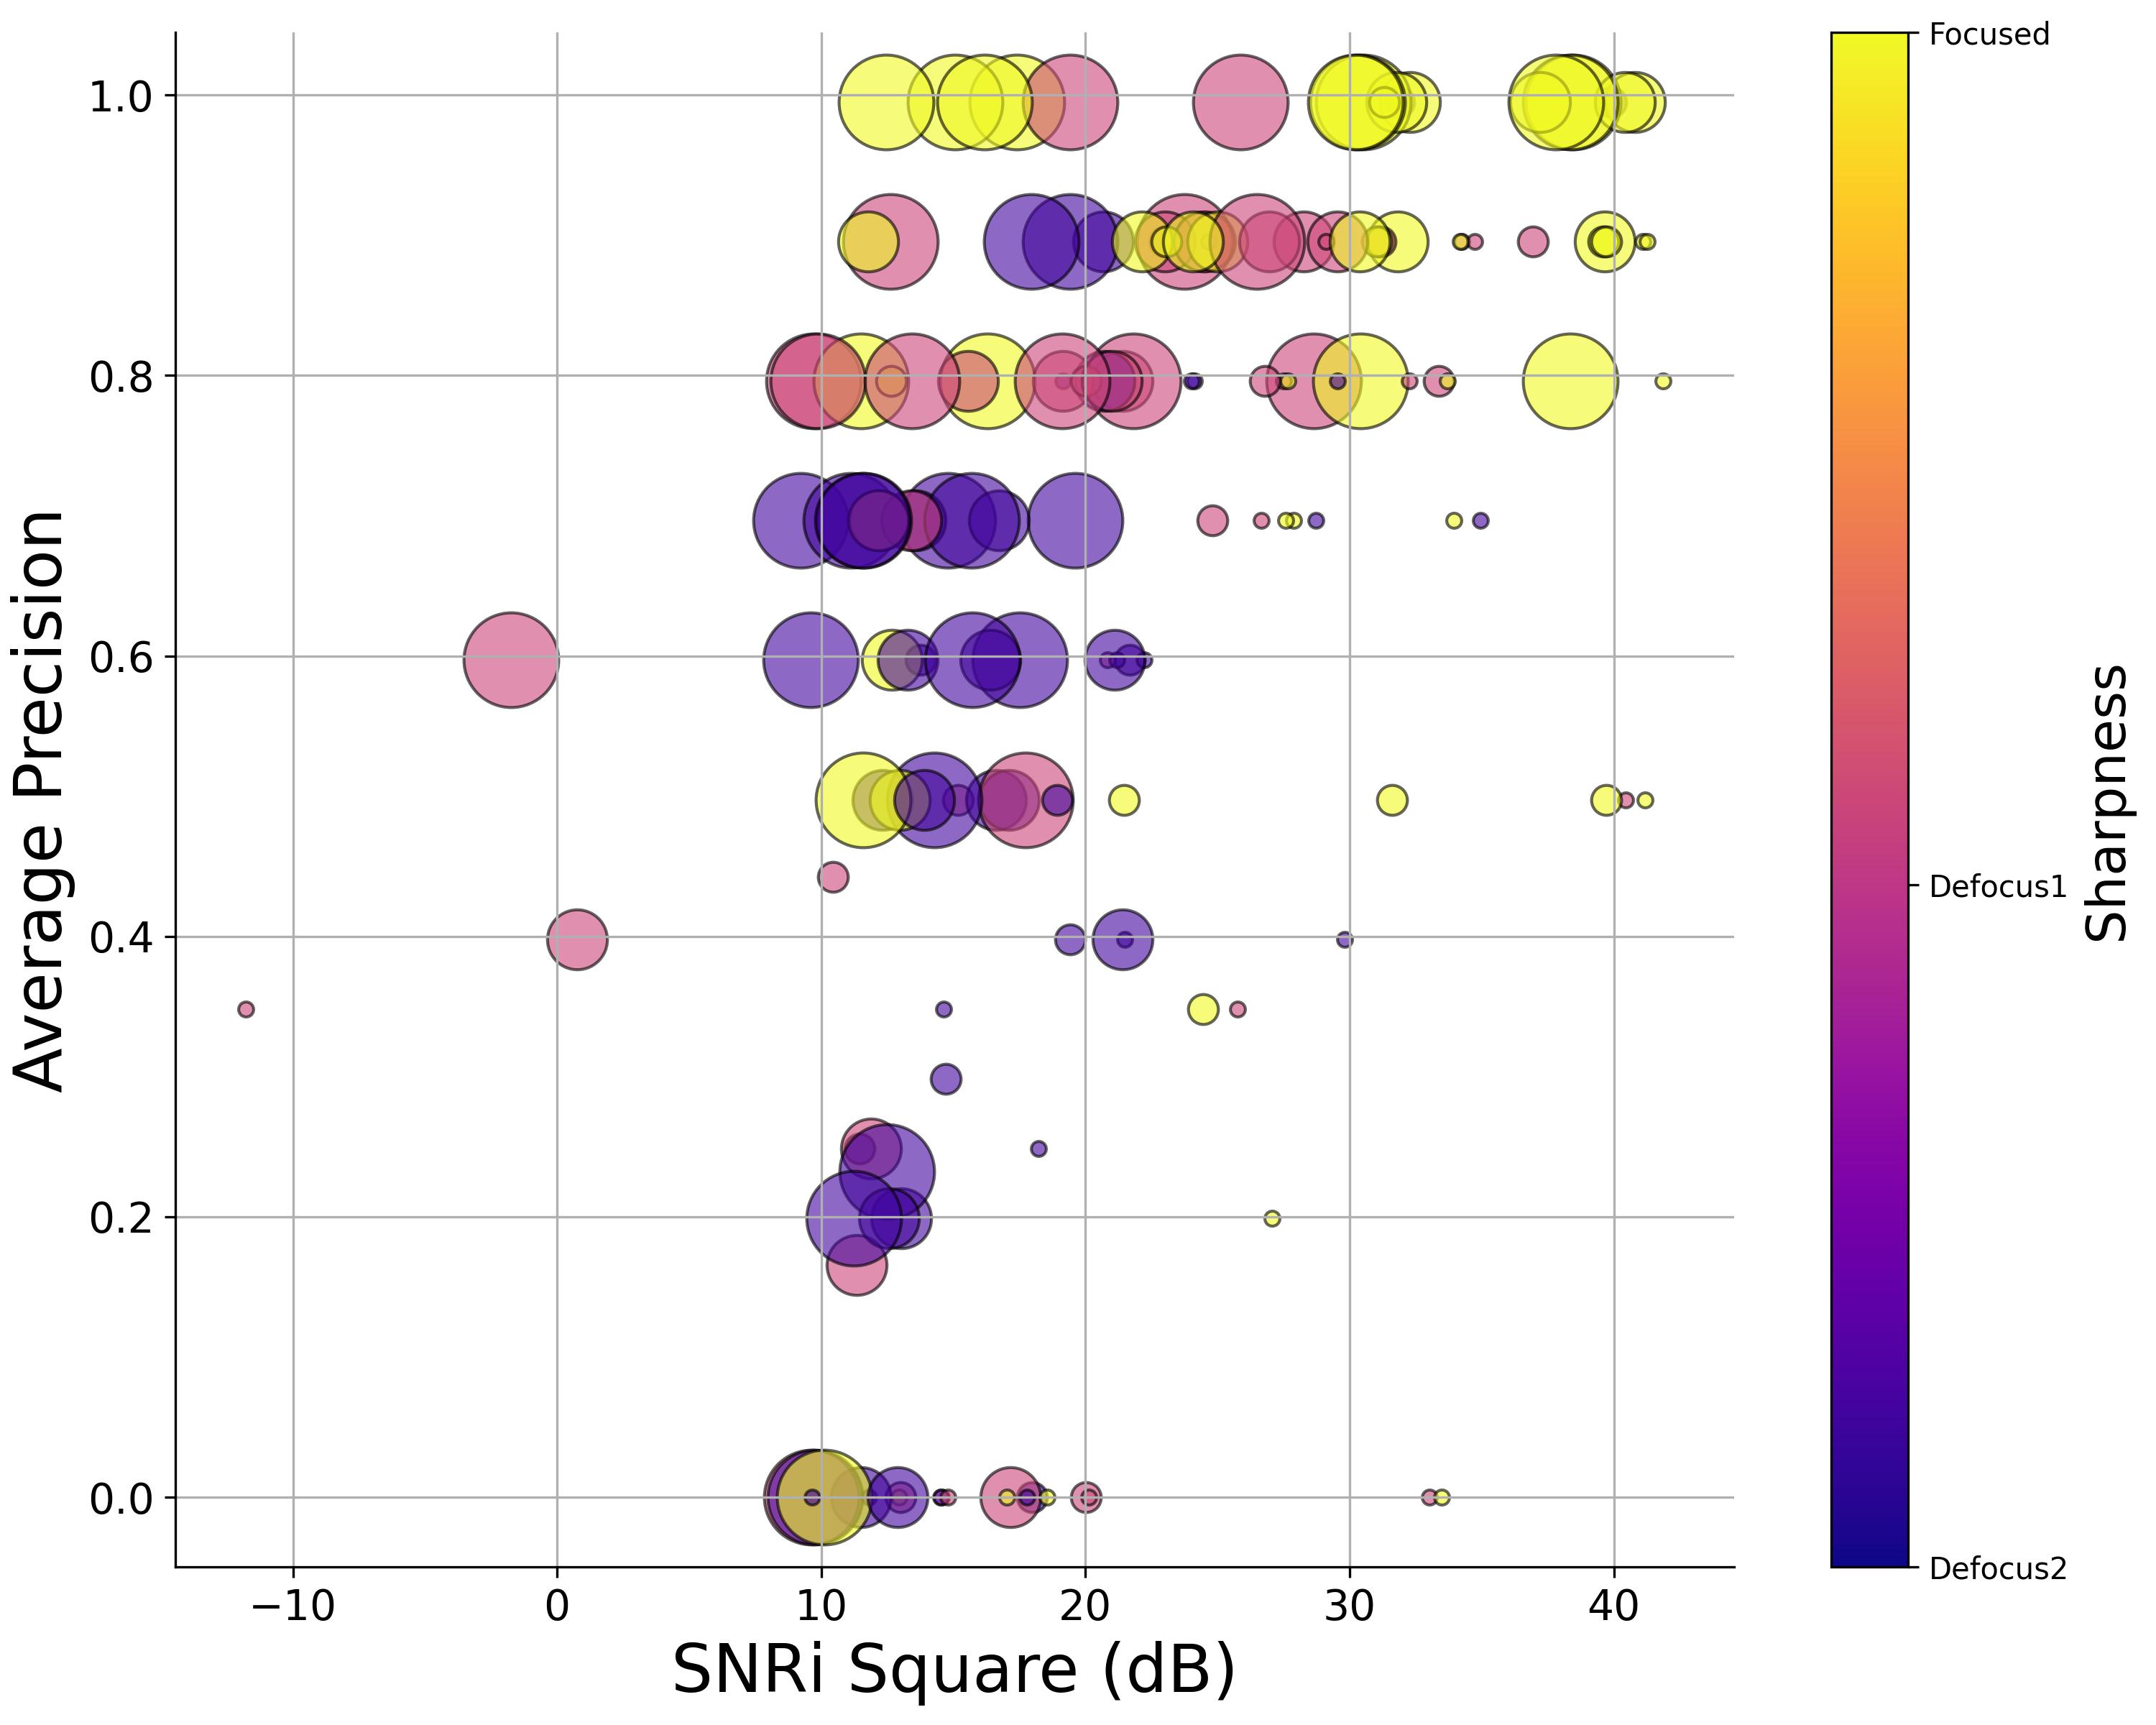 Average Precision
1.0
0.8
0.6
0.4
0.2
0.0
−10 0 10 20 30 40
SNRi Square (dB)
Focused
Defocus1
Defocus2
Sharpness